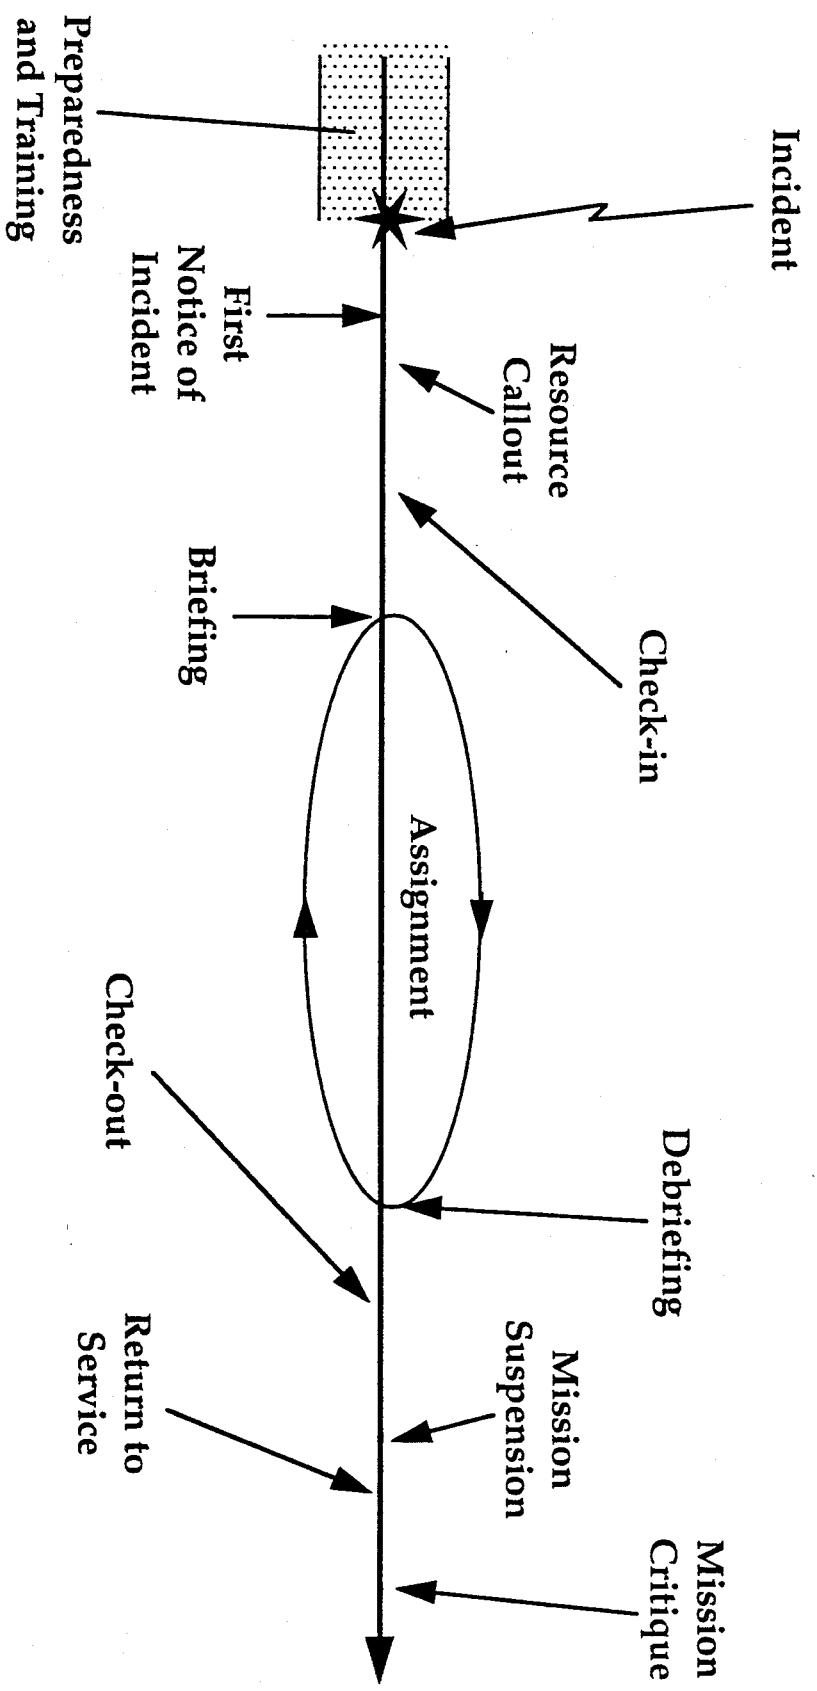 Incident
Preparedness
and Training
First
Notice of
Incident
Resource
Callout
Check-in
Briefing
Assignment
Debriefing
Check-out
Mission
Suspension
Return to
Service
Mission
Critique